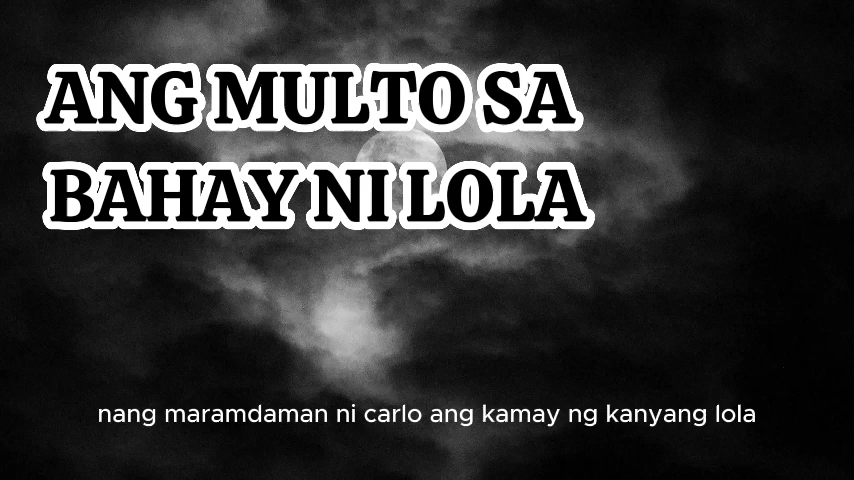 ANG MULTO SA
BAHAY NI LOLA
nang maramdaman ni carlo ang kamay ng kanyang lola